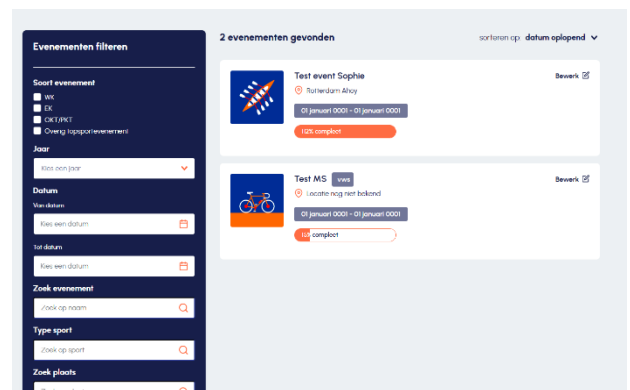 Evenementen filteren
Soort evenement
WK
EK
OKT/PKT
Overig topsportevenement
Jaar
Kies een jaar
Datum
Van datum
Kies een datum
Tot datum
Kies een datum
Zoek evenement
Zoek op naam
Type sport
Zoek op sport
Zoek plaats
2 evenementen gevonden
sorteren op: datum oplopend
Test event Sophie
Bewerk
Rotterdam Ahoy
01 januari 0001 - 01 januari 0001
112% compleet
Test MS vws
Bewerk
Locatie nog niet bekend
01 januari 0001 - 01 januari 0001
compleet